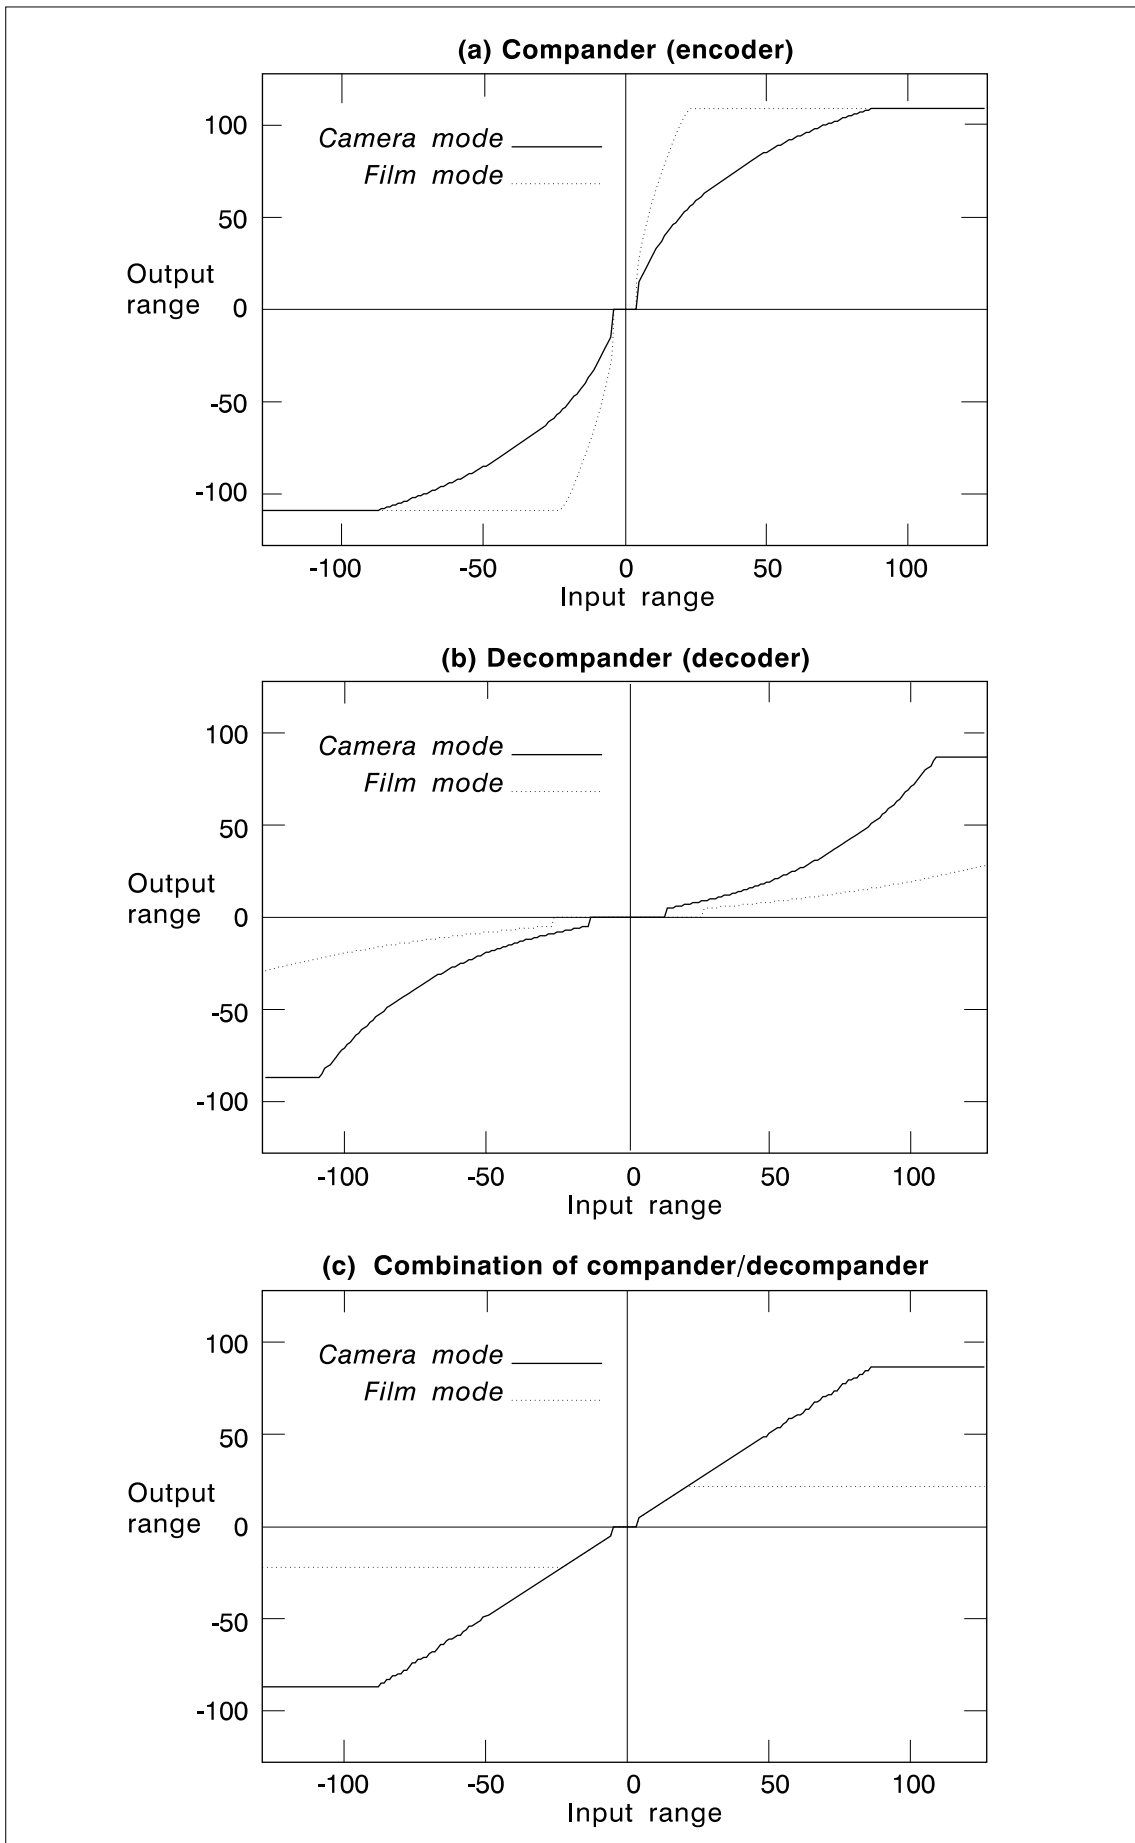 (a) Compander (encoder)
100
Camera mode
Film mode
50
Output
range 0
-50
-100
-100 -50 0 50 100
Input range
(b) Decompander (decoder)
100
Camera mode
Film mode
50
Output
range 0
-50
-100
-100 -50 0 50 100
Input range
(c) Combination of compander/decompander
100
Camera mode
Film mode
50
Output
range 0
-50
-100
-100 -50 0 50 100
Input range